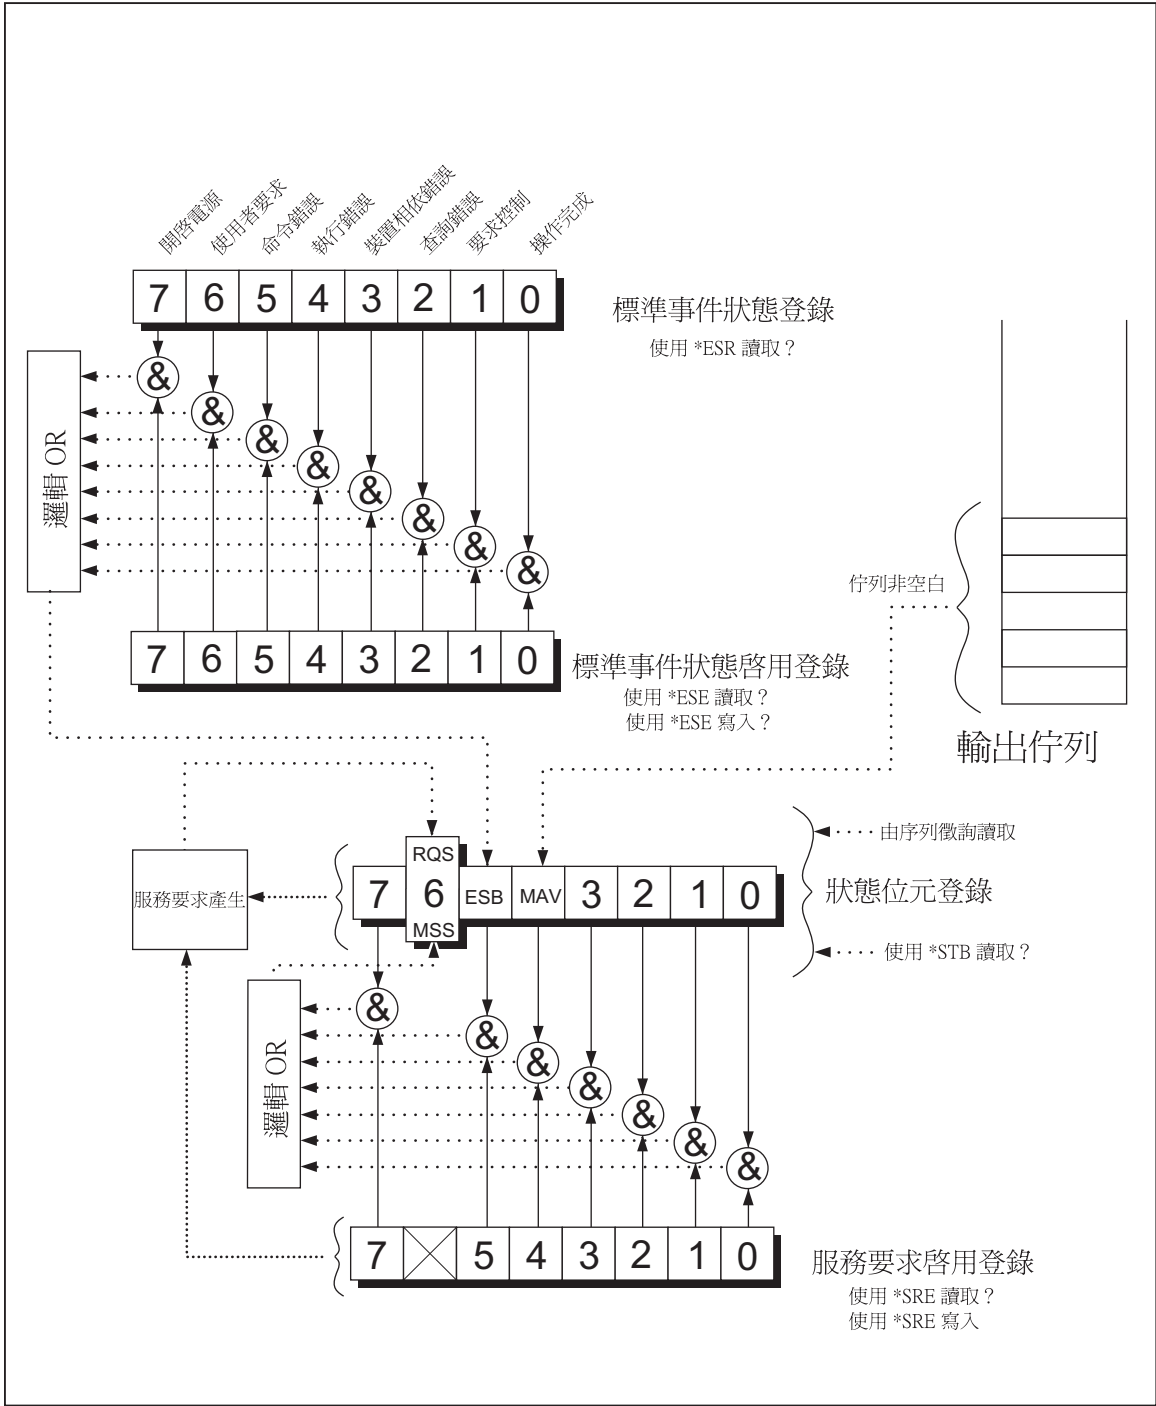 開啓電源
使用者要求
命令錯誤
執行錯誤
裝置相依錯誤
查詢錯誤
要求控制
操作完成
7 6 5 4 3 2 1 0
標準事件狀態登錄
使用 *ESR 讀取？
& & & & & & & &
邏輯 OR
佇列非空白
7 6 5 4 3 2 1 0
標準事件狀態啓用登錄
使用 *ESE 讀取？
使用 *ESE 寫入？
輸出佇列
由序列徵詢讀取
RQS
服務要求產生
7 6 ESB MAV 3 2 1 0
狀態位元登錄
MSS
使用 *STB 讀取？
& & & & & & &
邏輯 OR
7 5 4 3 2 1 0
服務要求啓用登錄
使用 *SRE 讀取？
使用 *SRE 寫入